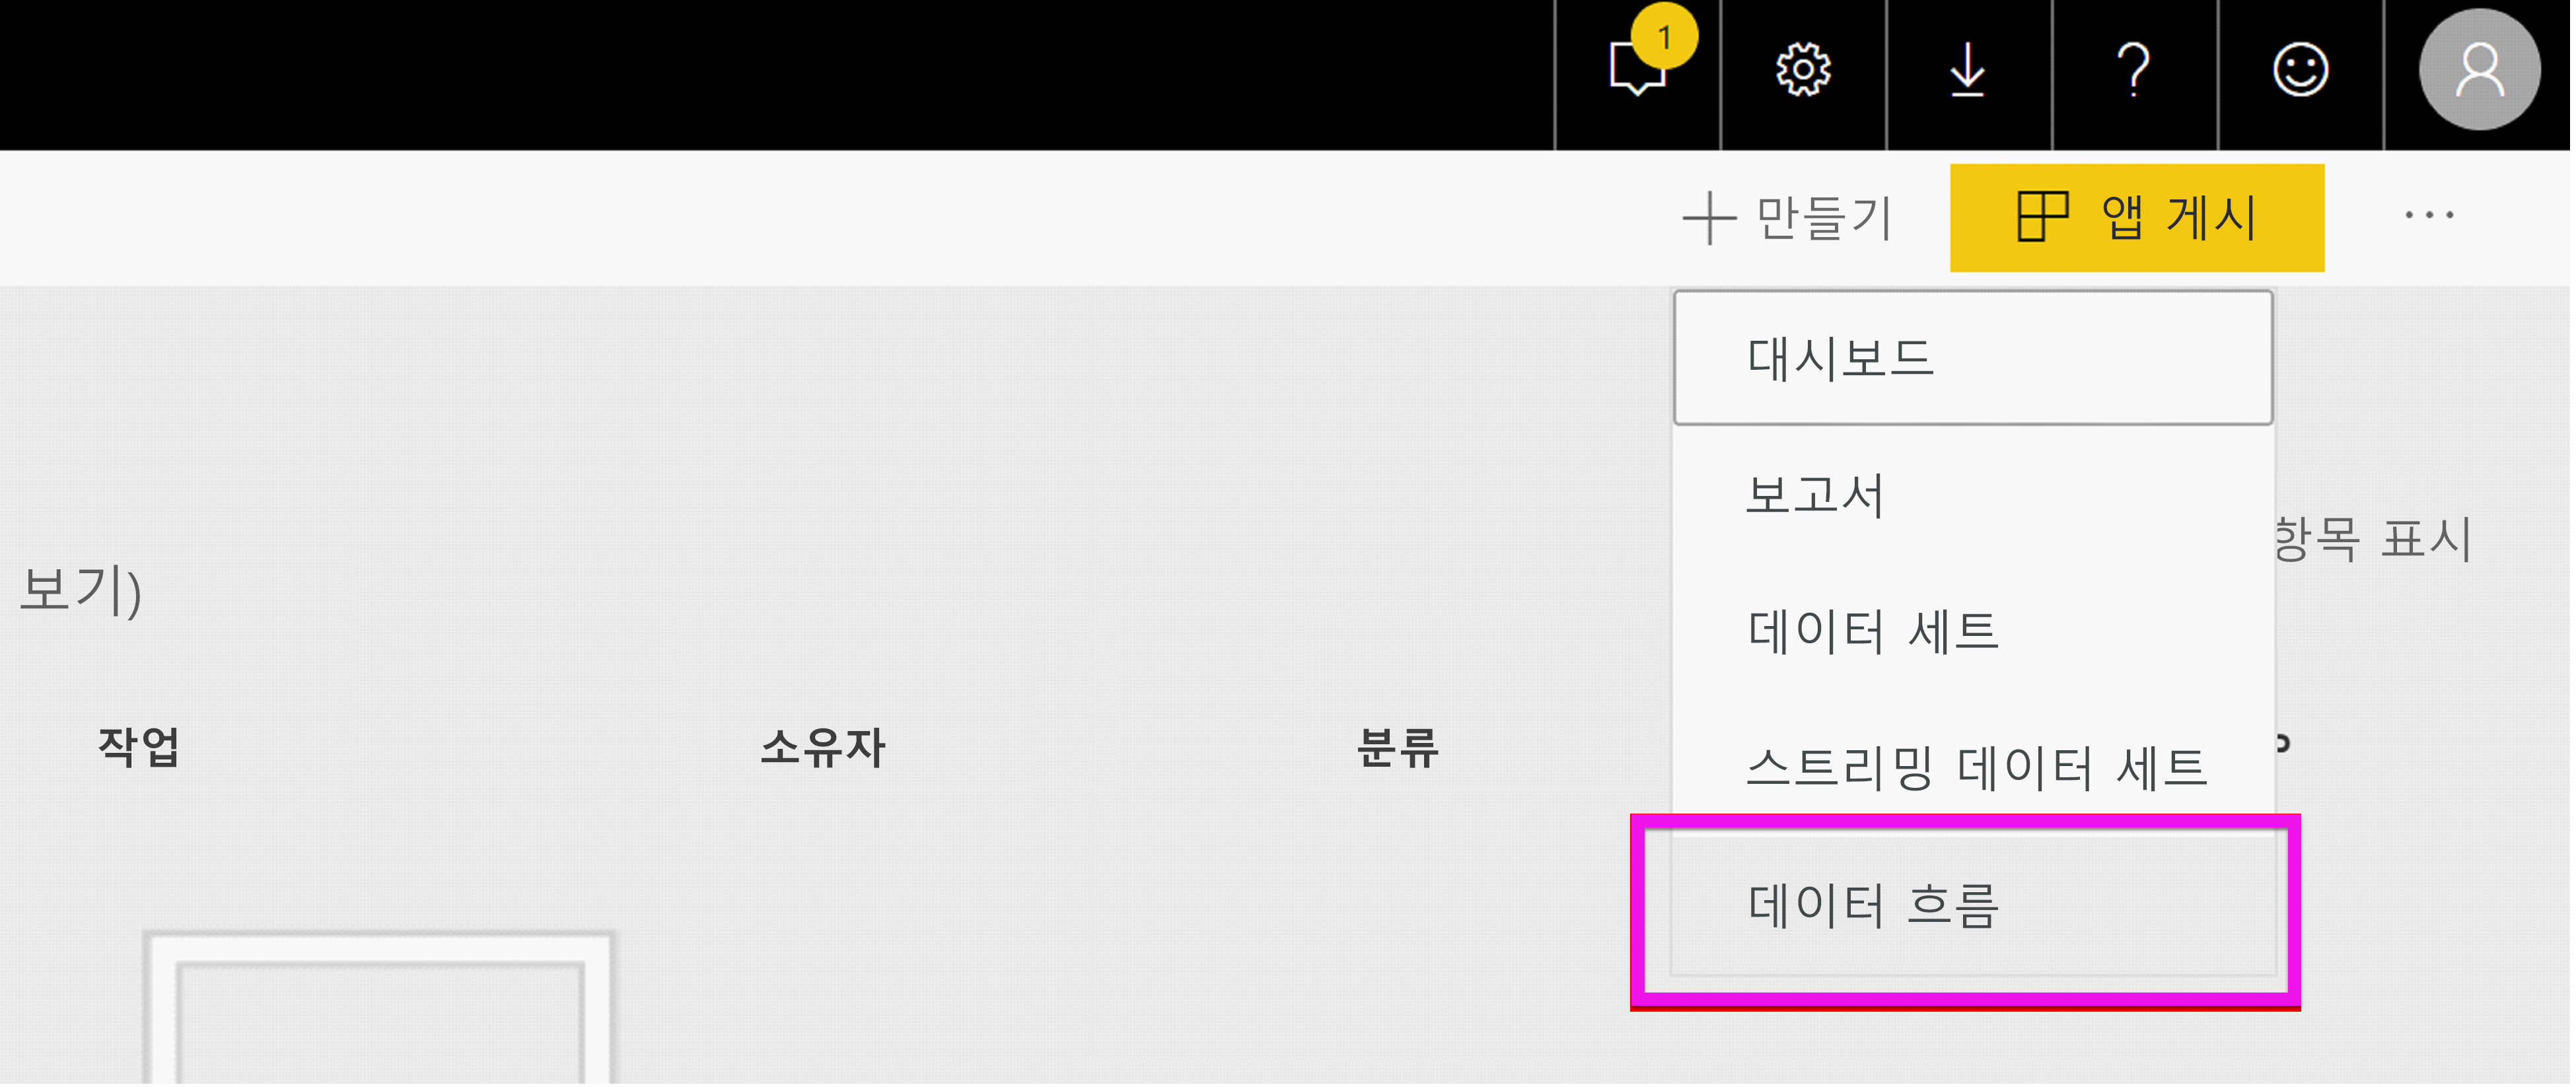 1
?
만들기
앱 게시
...
대시보드
보고서
항목 표시
보기)
데이터 세트
작업
소유자
분류
스트리밍 데이터 세트
데이터 흐름